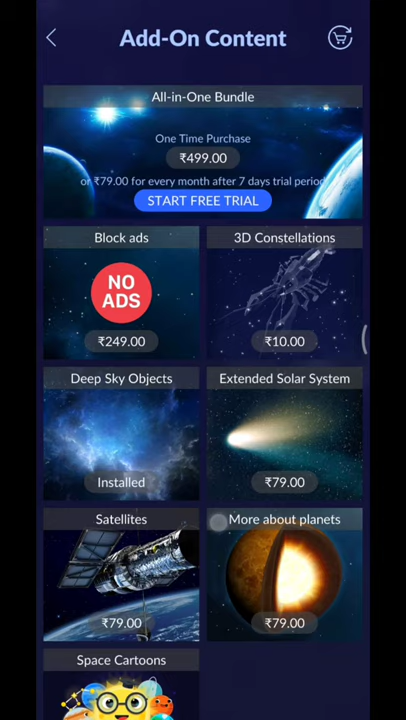 Add-On Content
All-in-One Bundle
One Time Purchase
₹499.00
or ₹79.00 for every month after 7 days trial period
START FREE TRIAL
Block ads
NO
ADS
₹249.00
3D Constellations
₹10.00
Deep Sky Objects
Installed
Extended Solar System
₹79.00
Satellites
₹79.00
More about planets
₹79.00
Space Cartoons